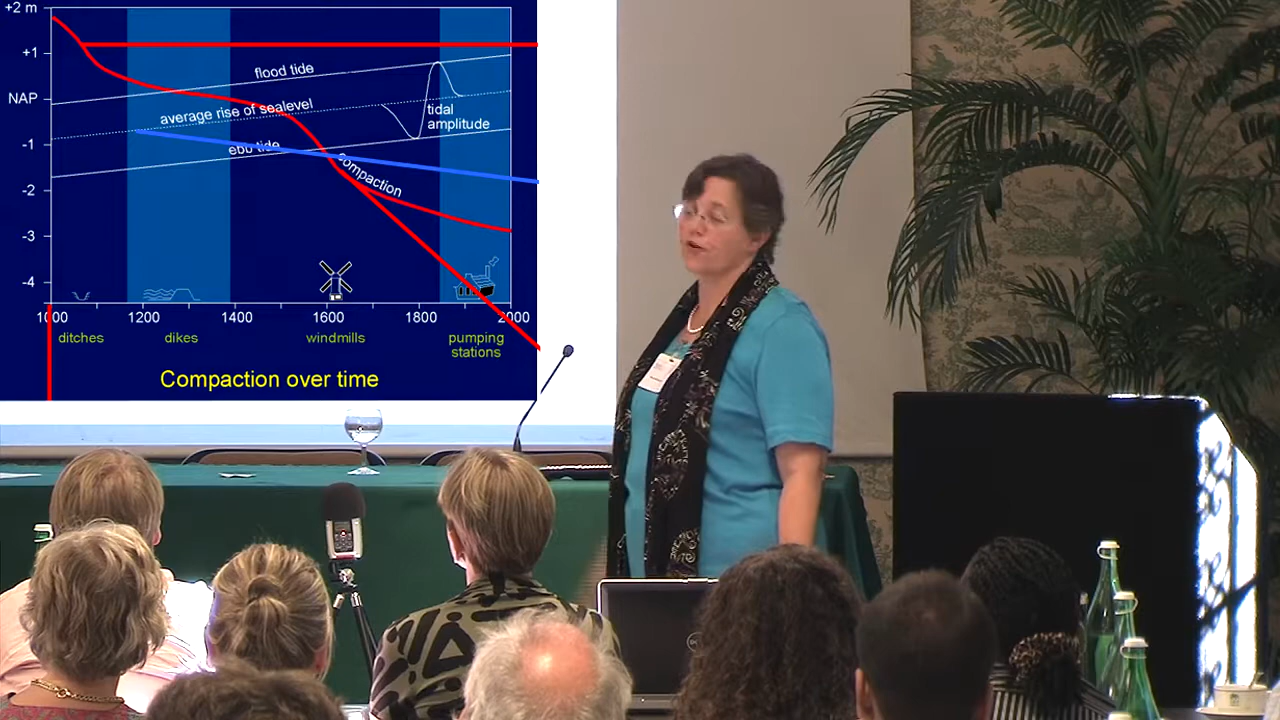 +2 m
+1
NAP
-1
-2
-3
-4
flood tide
average rise of sealevel
tidal
amplitude
ebb tide
compaction
1000 1200 1400 1600 1800 2000
ditches dikes windmills pumping
stations
Compaction over time